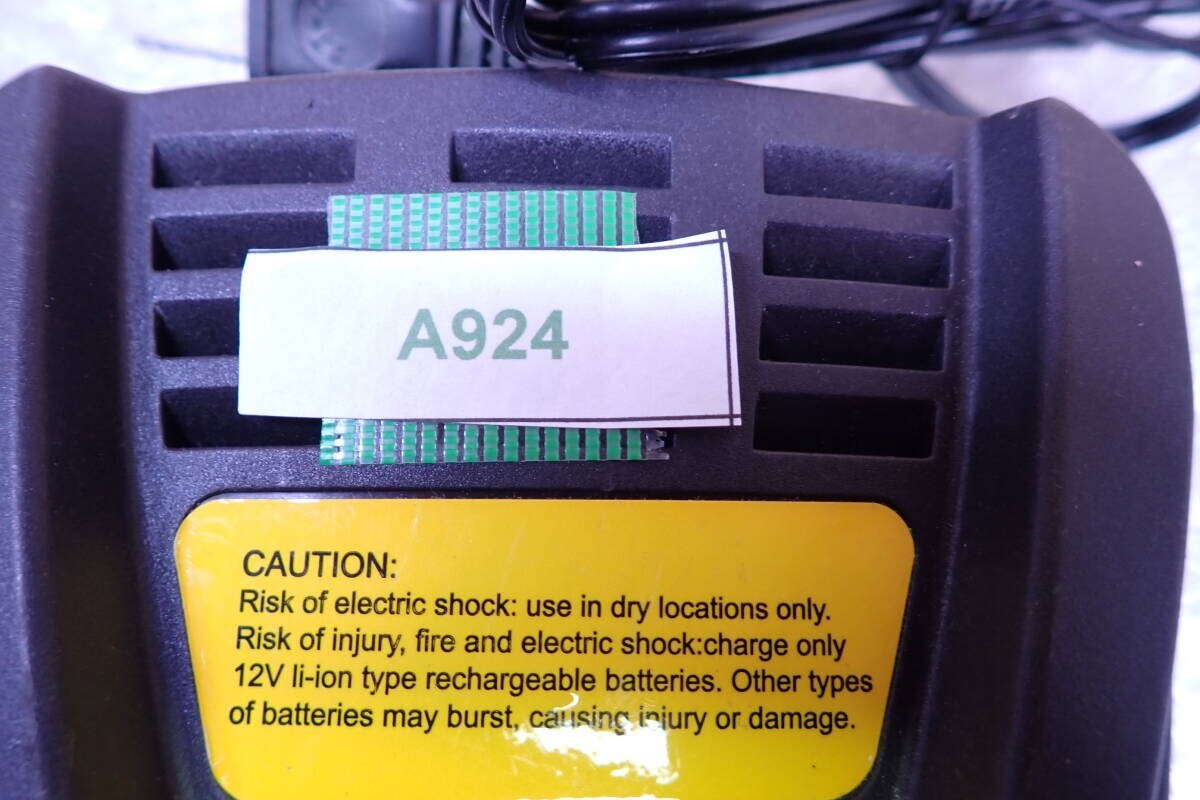 A924
CAUTION:
Risk of electric shock: use in dry locations only.
Risk of injury, fire and electric shock:charge only
12V li-ion type rechargeable batteries. Other types
of batteries may burst, causing injury or damage.